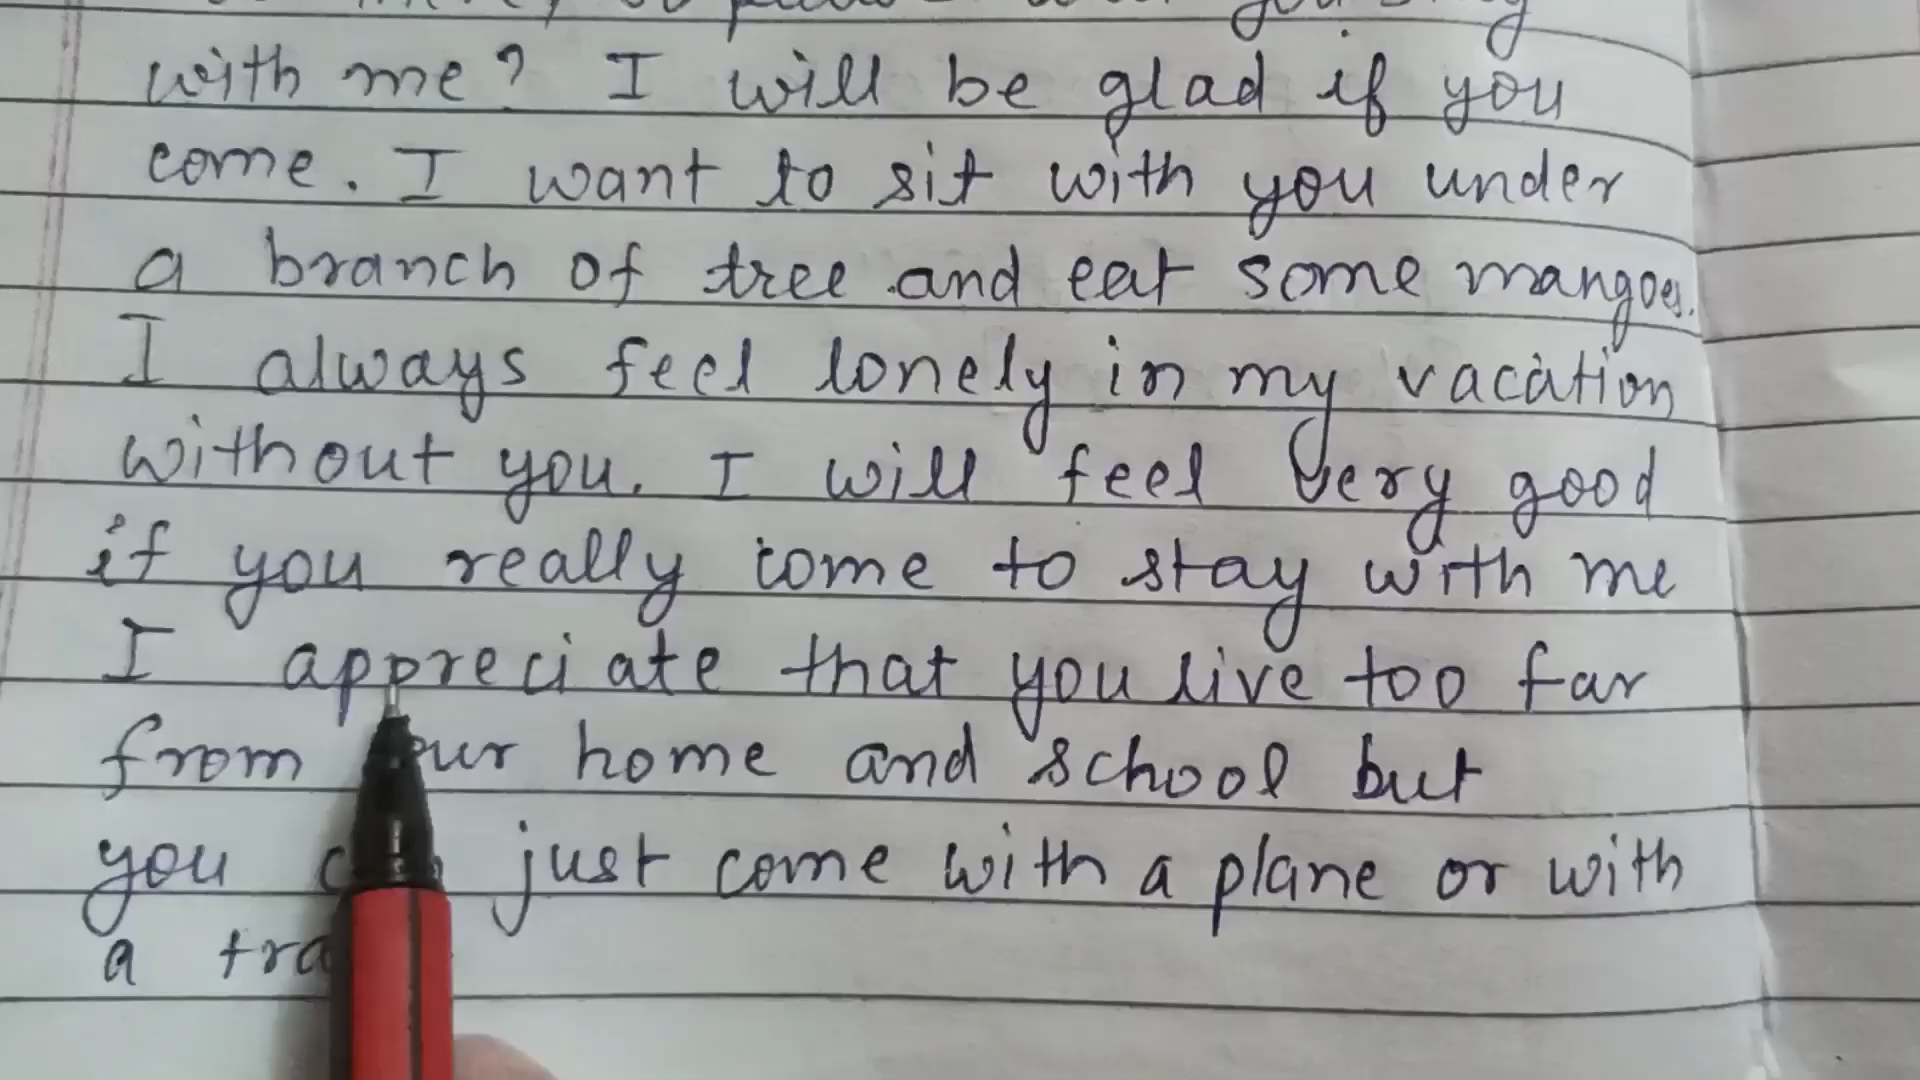 with me? I will be glad if you
come. I want to sit with you under
a branch of tree and eat some mangoes.
I always feel lonely in my vacation
without you. I will feel very good
if you really come to stay with me
I appreciate that you live too far
from home and school but
you just come with a plane or with
a